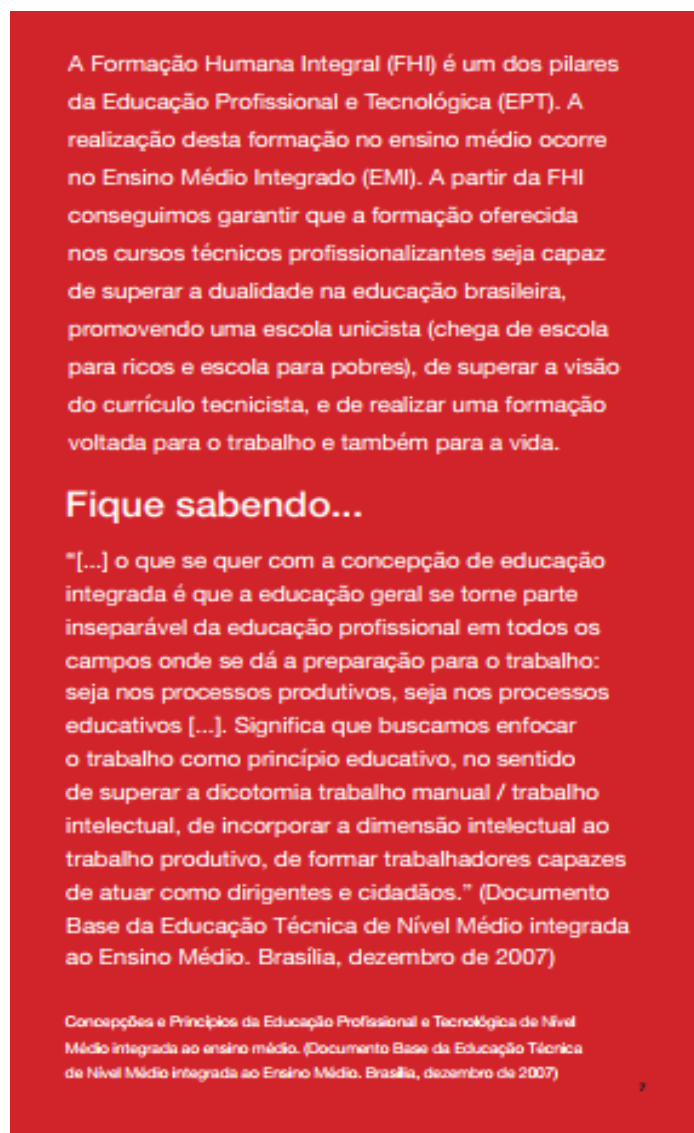 A Formação Humana Integral (FHI) é um dos pilares
da Educação Profissional e Tecnológica (EPT). A
realização desta formação no ensino médio ocorre
no Ensino Médio Integrado (EMI). A partir da FHI
conseguimos garantir que a formação oferecida
nos cursos técnicos profissionalizantes seja capaz
de superar a dualidade na educação brasileira,
promovendo uma escola unicista (chega de escola
para ricos e escola para pobres), de superar a visão
do currículo tecnicista, e de realizar uma formação
voltada para o trabalho e também para a vida.
Fique sabendo...
"[...] o que se quer com a concepção de educação
integrada é que a educação geral se torne parte
inseparável da educação profissional em todos os
campos onde se dá a preparação para o trabalho:
seja nos processos produtivos, seja nos processos
educativos [...]. Significa que buscamos enfocar
o trabalho como princípio educativo, no sentido
de superar a dicotomia trabalho manual / trabalho
intelectual, de incorporar a dimensão intelectual ao
trabalho produtivo, de formar trabalhadores capazes
de atuar como dirigentes e cidadãos." (Documento
Base da Educação Técnica de Nível Médio integrada
ao Ensino Médio. Brasília, dezembro de 2007)
Concepções e Princípios da Educação Profissional e Tecnológica de Nível
Médio integrada ao ensino médio. (Documento Base da Educação Técnica
de Nível Médio integrada ao Ensino Médio. Brasília, dezembro de 2007)
7